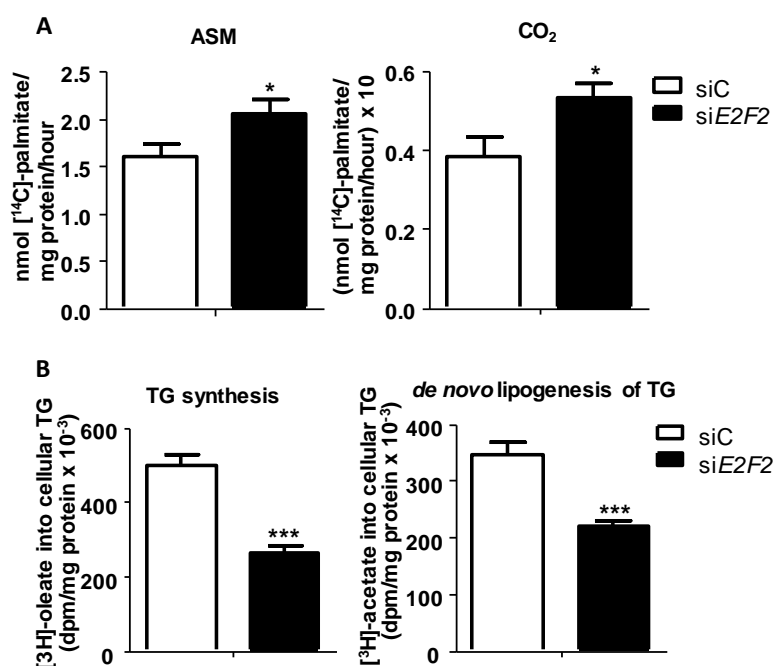 A
ASM
CO₂
nmol [¹⁴C]-palmitate/
mg protein/hour
2.5
2.0
1.5
1.0
0.5
0.0
*
(nmol [¹⁴C]-palmitate/
mg protein/hour) x 10
0.6
0.4
0.2
0.0
*
siC
siE2F2
B
TG synthesis
de novo lipogenesis of TG
[3H]-oleate into cellular TG
(dpm/mg protein x 10⁻³)
600
400
200
0
***
[³H]-acetate into cellular TG
(dpm/mg protein x 10⁻³)
400
300
200
100
0
***
siC
siE2F2